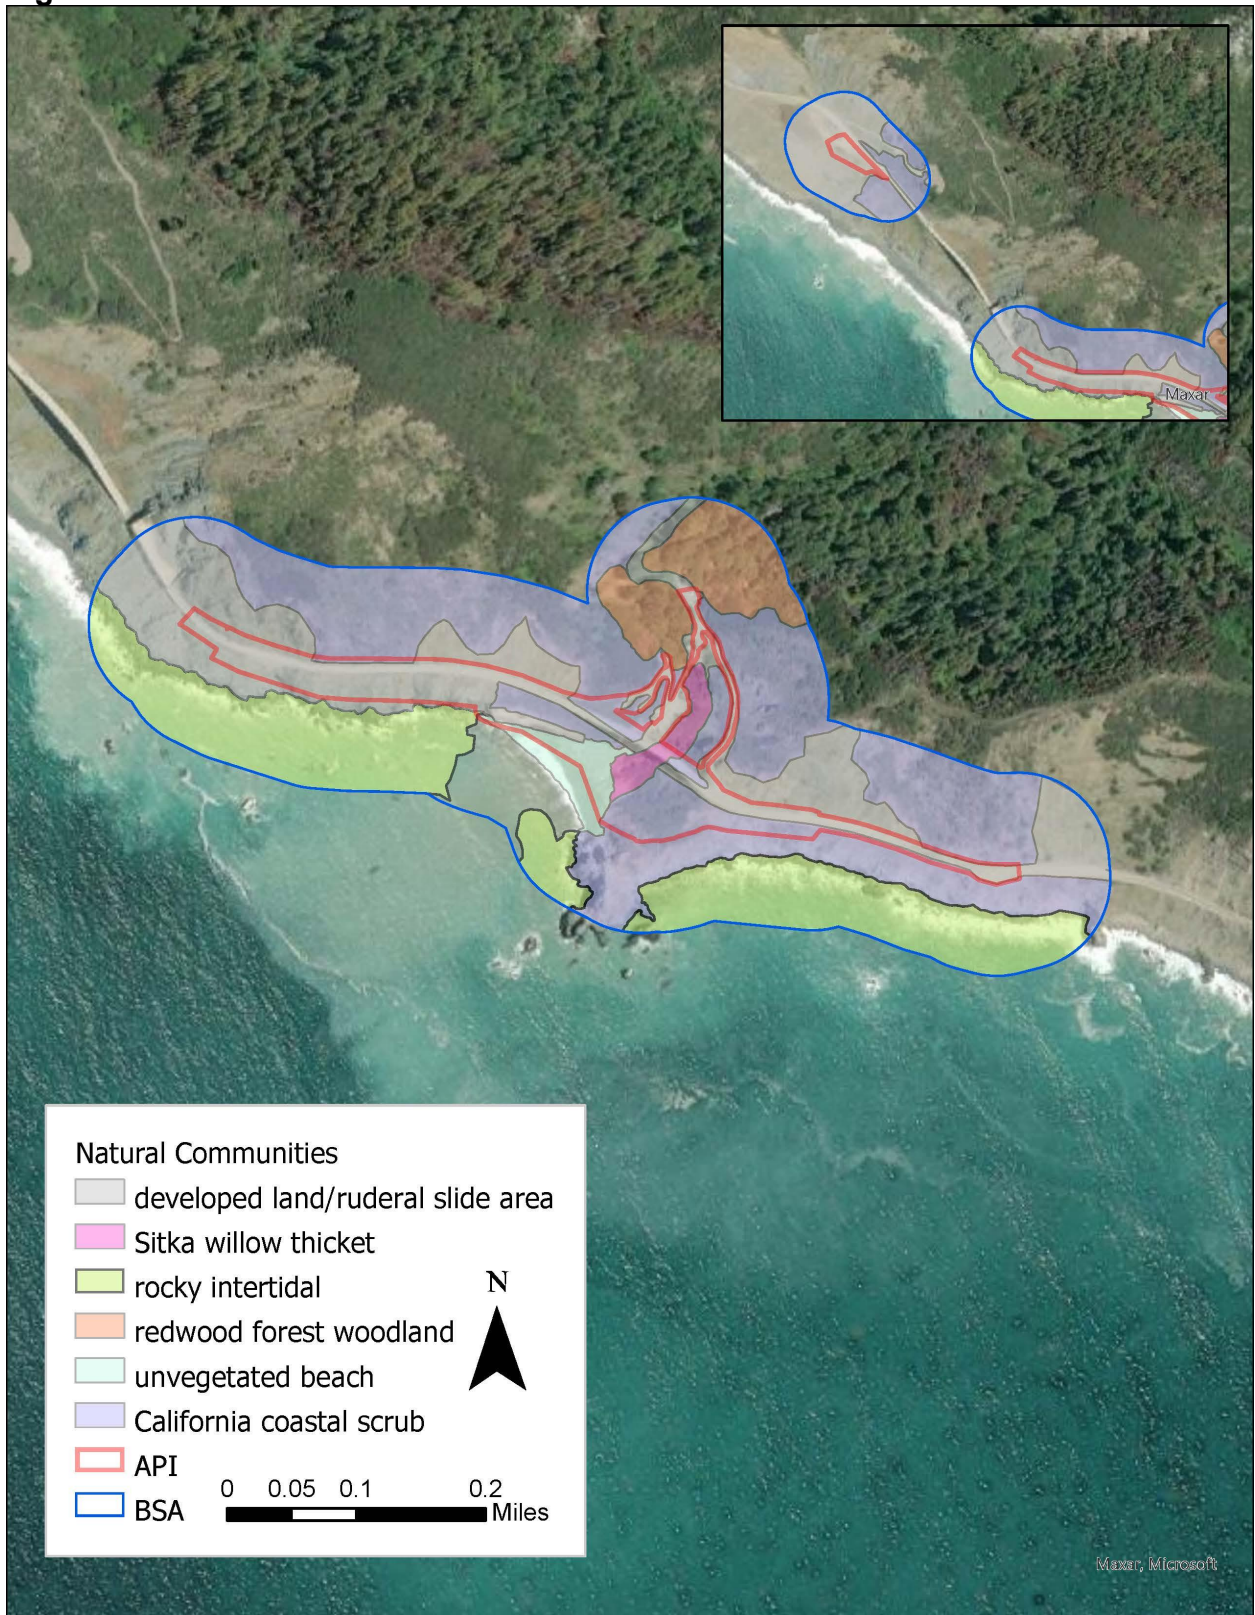 Maxar
Natural Communities
developed land/ruderal slide area
Sitka willow thicket
rocky intertidal
redwood forest woodland
unvegetated beach
California coastal scrub
API
BSA
N
0 0.05 0.1 0.2
Miles
Maxar, Microsoft